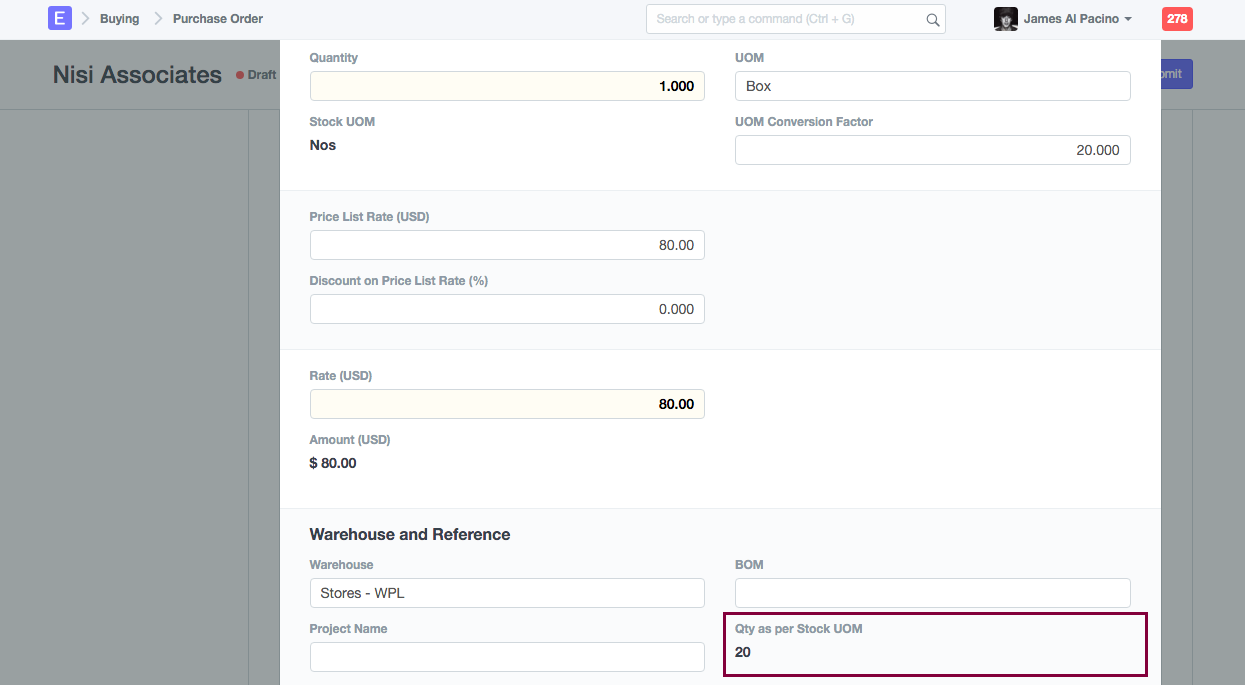 E Buying Purchase Order Search or type a command (Ctrl + G) James Al Pacino 278
Nisi Associates Draft
Quantity
1.000
UOM
Box
Stock UOM
Nos
UOM Conversion Factor
20.000
Price List Rate (USD)
80.00
Discount on Price List Rate (%)
0.000
Rate (USD)
80.00
Amount (USD)
$ 80.00
Warehouse and Reference
Warehouse
Stores - WPL
BOM
Project Name
Qty as per Stock UOM
20